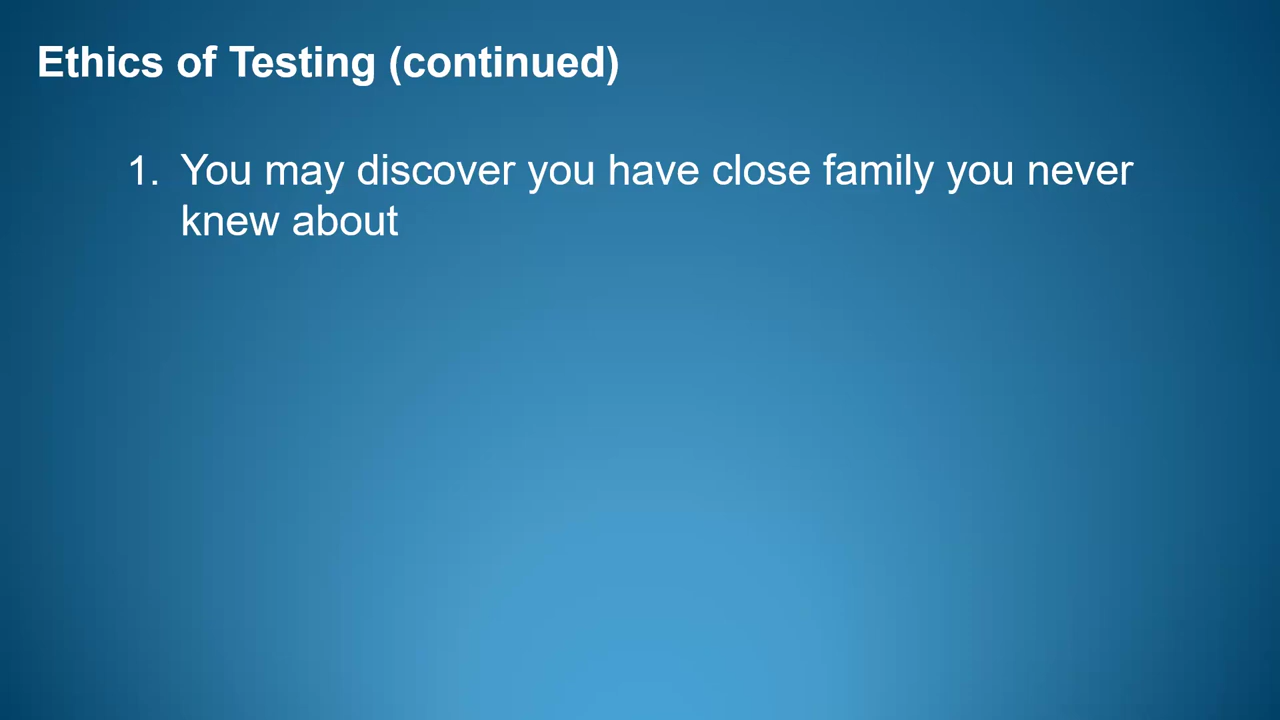 Ethics of Testing (continued)
1. You may discover you have close family you never
knew about